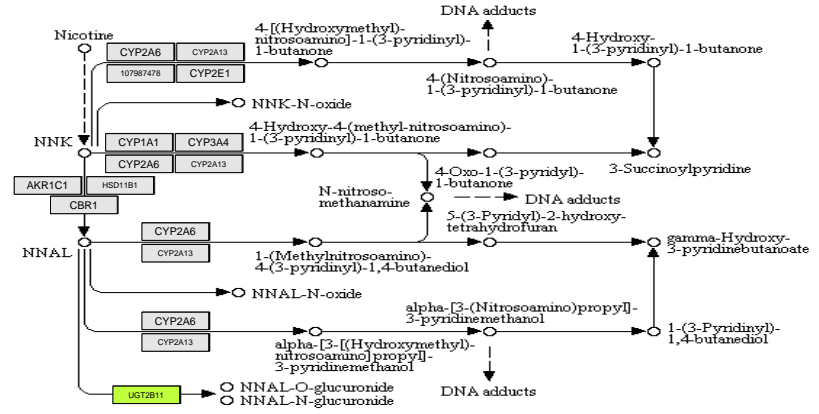 DNA adducts
Nicotine
4-[(Hydroxymethyl)-
nitrosoamino]-1-(3-pyridinyl)-
1-butanone
4-Hydroxy-
1-(3-pyridinyl)-1-butanone
CYP2A6
CYP2A13
107987478
CYP2E1
4-(Nitrosoamino)-
1-(3-pyridinyl)-1-butanone
NNK-N-oxide
NNK
CYP1A1
CYP3A4
4-Hydroxy-4-(methyl-nitrosoamino)-
1-(3-pyridinyl)-1-butanone
CYP2A6
CYP2A13
3-Succinoylpyridine
4-Oxo-1-(3-pyridyl)-
1-butanone
AKR1C1
HSD11B1
CBR1
N-nitroso-
methanamine
DNA adducts
5-(3-Pyridyl)-2-hydroxy-
tetrahydrofuran
NNAL
CYP2A6
CYP2A13
1-(Methylnitrosoamino)-
4-(3-pyridinyl)-1,4-butanediol
gamma-Hydroxy-
3-pyridinebutanoate
NNAL-N-oxide
CYP2A6
CYP2A13
alpha-[3-(Nitrosoamino)propyl]-
3-pyridinemethanol
alpha-[3-[(Hydroxymethyl)-
nitrosoamino]propyl]-
3-pyridinemethanol
1-(3-Pyridinyl)-
1,4-butanediol
UGT2B11
NNAL-O-glucuronide
NNAL-N-glucuronide
DNA adducts